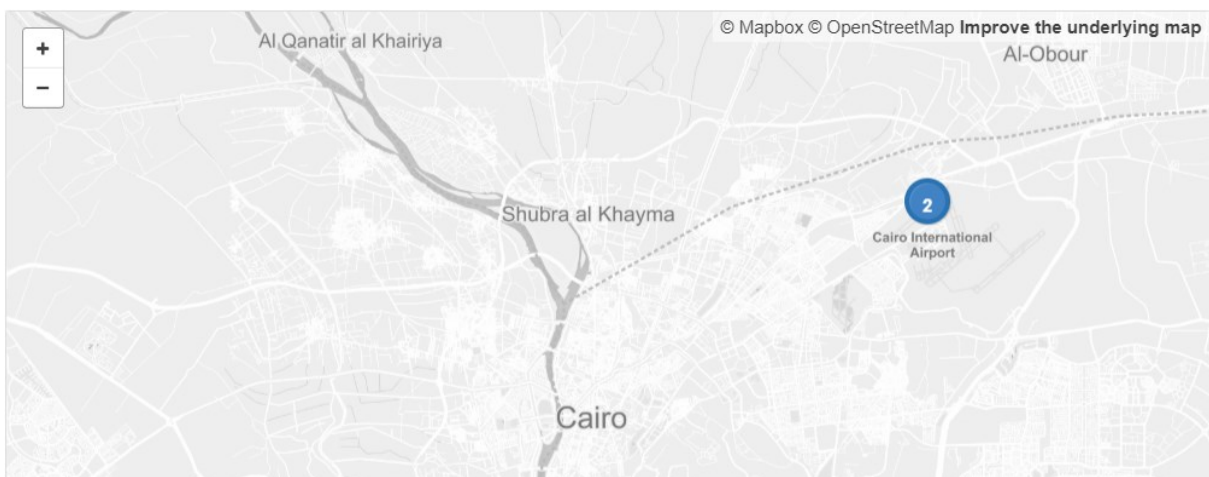 © Mapbox © OpenStreetMap Improve the underlying map
+
−
Al Qanatir al Khairiya
Al-Obour
2
Shubra al Khayma
Cairo International
Airport
Cairo